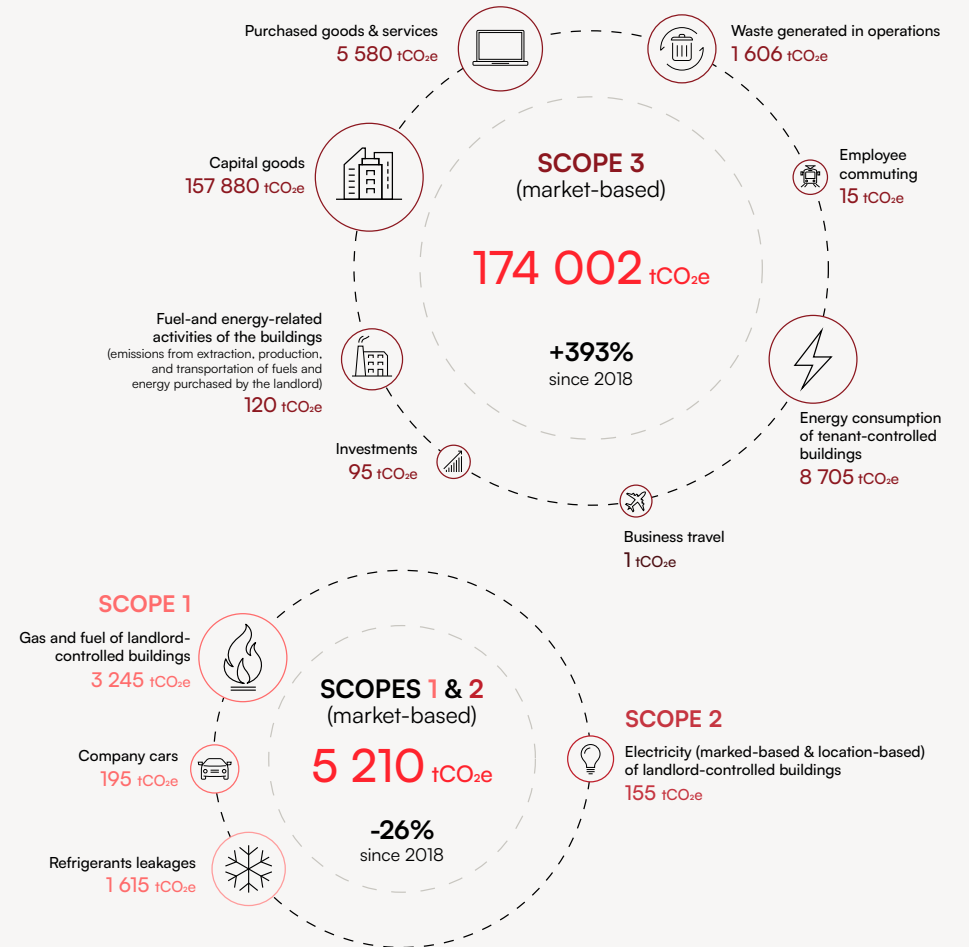 Purchased goods & services
5 580 tCO₂e
Waste generated in operations
1 606 tCO₂e
Capital goods
157 880 tCO₂e
SCOPE 3
(market-based)
174 002 tCO₂e
+393%
since 2018
Employee
commuting
15 tCO₂e
Fuel-and energy-related
activities of the buildings
(emissions from extraction, production,
and transportation of fuels and
energy purchased by the landlord)
120 tCO₂e
Energy consumption
of tenant-controlled
buildings
8 705 tCO₂e
Investments
95 tCO₂e
Business travel
1 tCO₂e
SCOPE 1
Gas and fuel of landlord-
controlled buildings
3 245 tCO₂e
Company cars
195 tCO₂e
Refrigerants leakages
1 615 tCO₂e
SCOPES 1 & 2
(market-based)
5 210 tCO₂e
-26%
since 2018
SCOPE 2
Electricity (marked-based & location-based)
of landlord-controlled buildings
155 tCO₂e